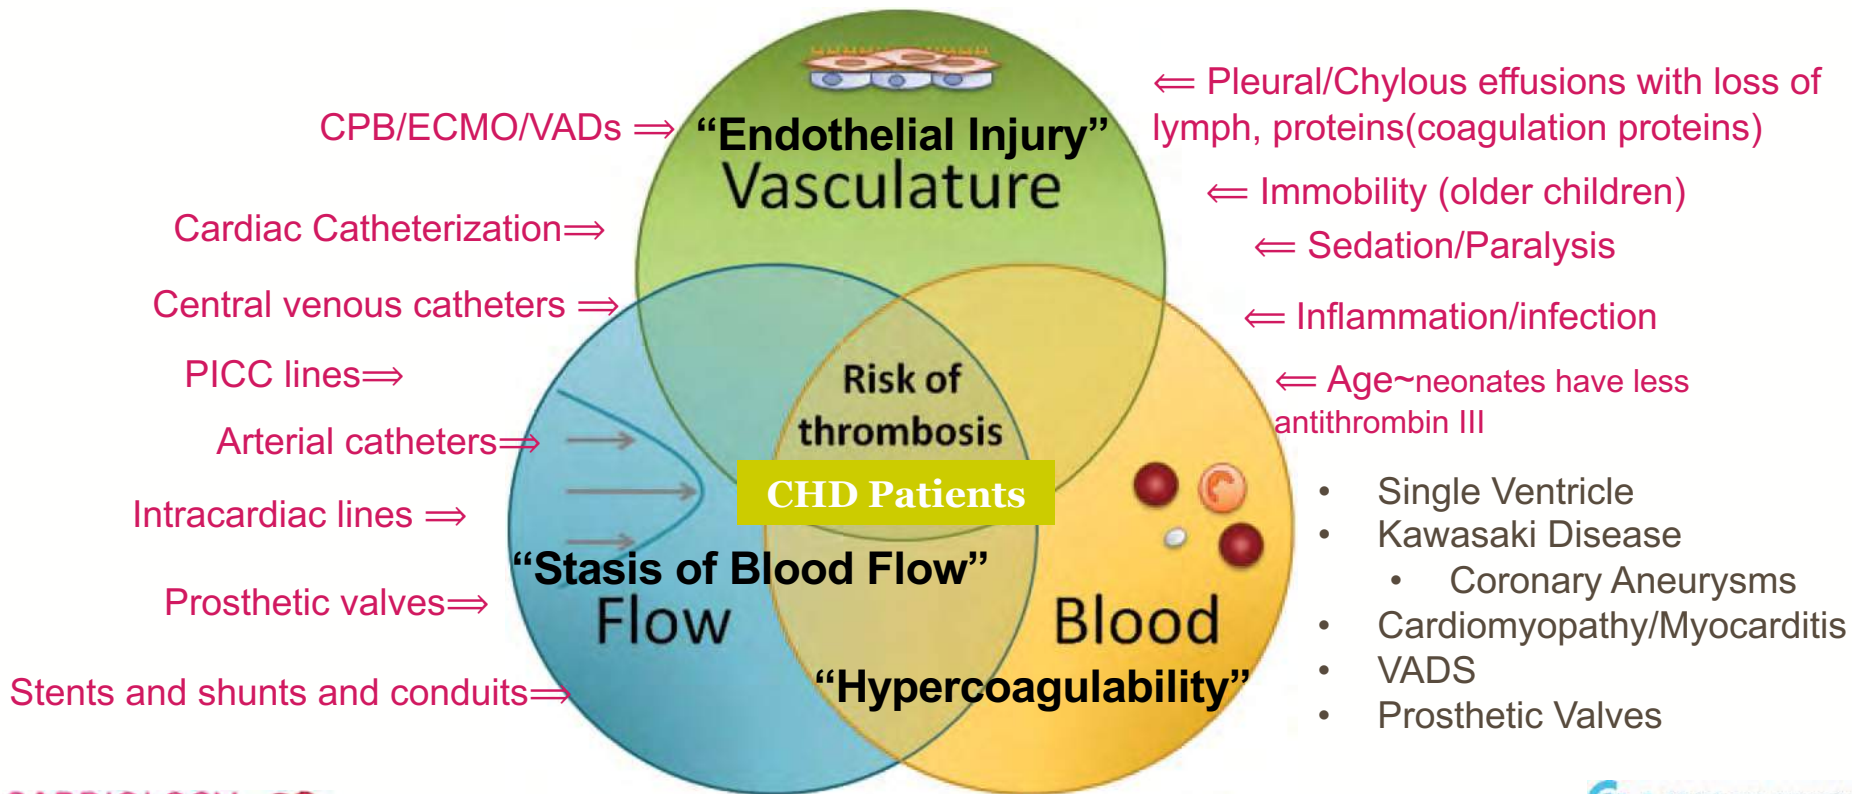 CPB/ECMO/VADs ⇒
Cardiac Catheterization⇒
Central venous catheters ⇒
PICC lines⇒
Arterial catheters⇒
Intracardiac lines ⇒
Prosthetic valves⇒
Stents and shunts and conduits⇒
“Endothelial Injury”
Vasculature
Risk of
thrombosis
CHD Patients
“Stasis of Blood Flow”
Flow
Blood
“Hypercoagulability”
⇐ Pleural/Chylous effusions with loss of
lymph, proteins(coagulation proteins)
⇐ Immobility (older children)
⇐ Sedation/Paralysis
⇐ Inflammation/infection
⇐ Age~neonates have less
antithrombin III
• Single Ventricle
• Kawasaki Disease
• Coronary Aneurysms
• Cardiomyopathy/Myocarditis
• VADS
• Prosthetic Valves